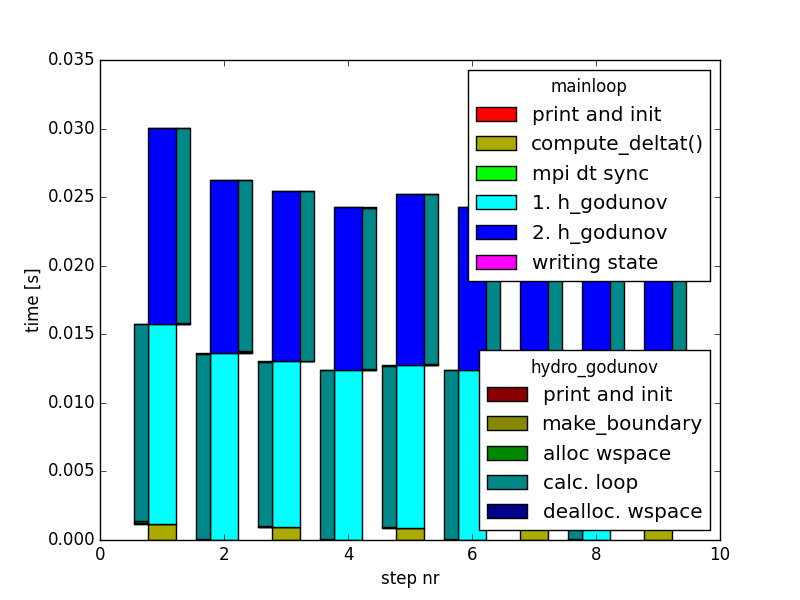 0.035
0.030
0.025
0.020
0.015
0.010
0.005
0.000
time [s]
0
2
4
6
8
10
step nr
mainloop
print and init
compute_deltat()
mpi dt sync
1. h_godunov
2. h_godunov
writing state
hydro_godunov
print and init
make_boundary
alloc wspace
calc. loop
dealloc. wspace